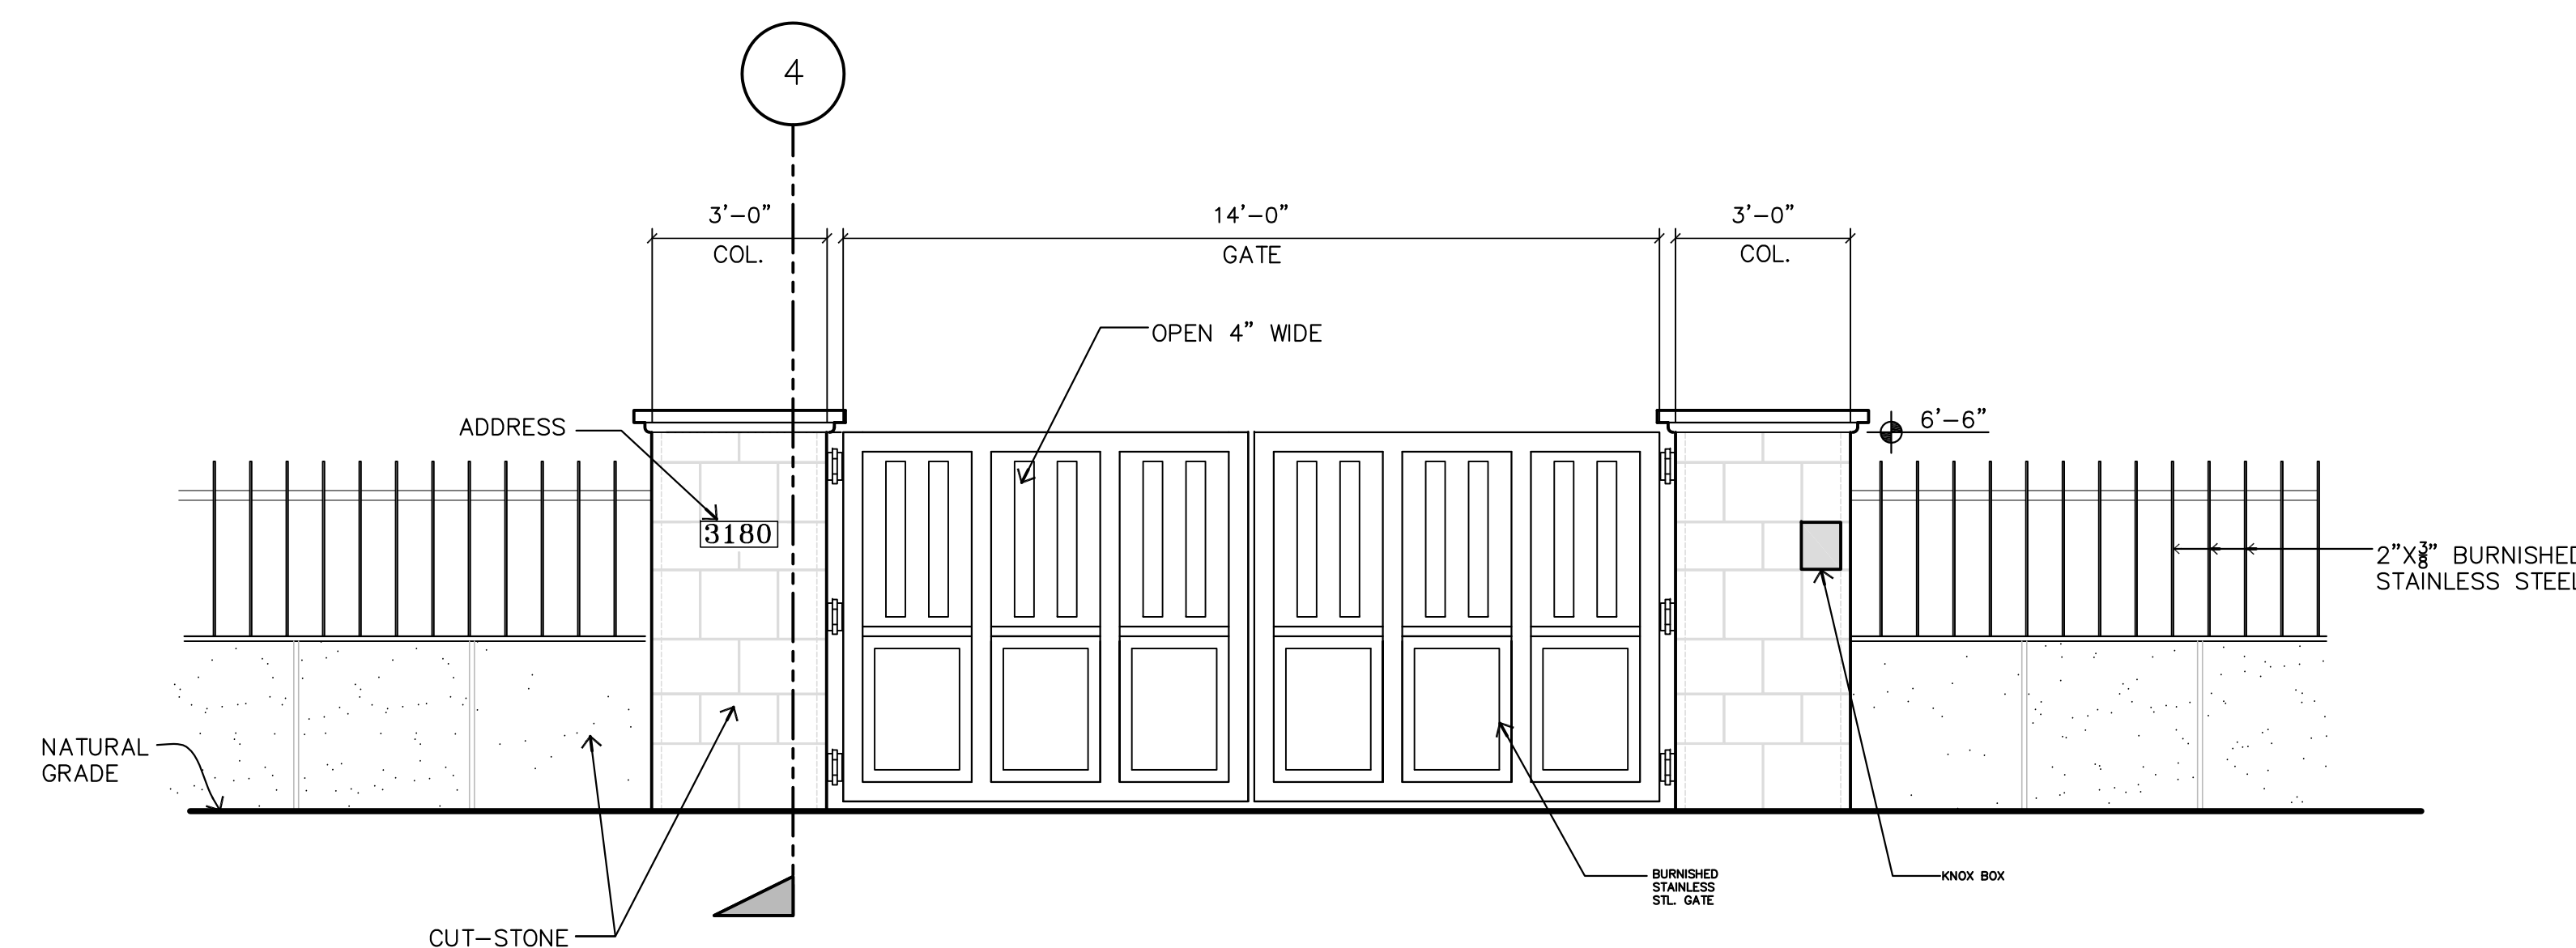 4
3'-0"
14'-0"
3'-0"
COL.
GATE
COL.
OPEN 4" WIDE
ADDRESS
6'-6"
3180
2"X3/8" BURNISHED
STAINLESS STEEL
NATURAL
GRADE
BURNISHED
STAINLESS
STL. GATE
KNOX BOX
CUT-STONE